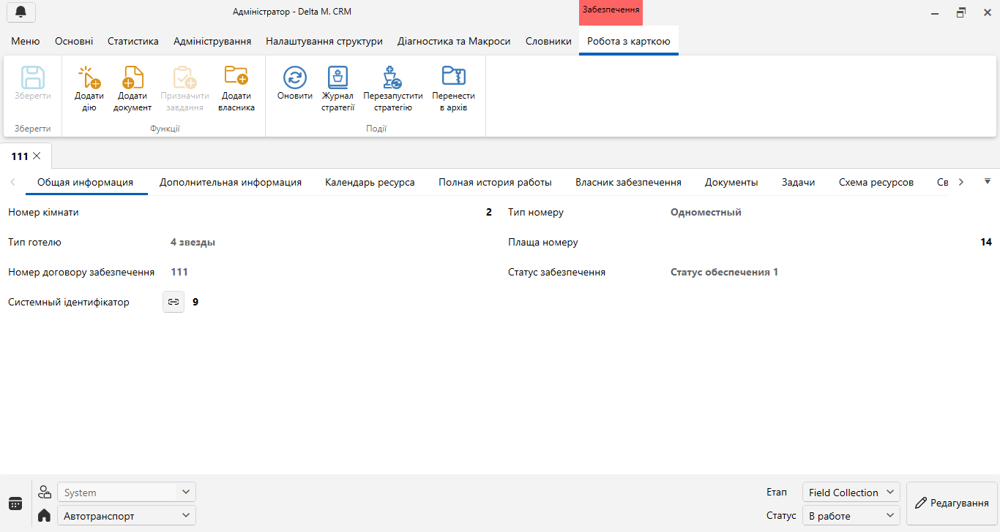 Адміністратор - Delta M. CRM
Забезпечення
Меню Основні Статистика Адміністрування Налаштування структури Діагностика та Макроси Словники Робота з карткою
Зберегти
Додати дію
Додати документ
Призначити завдання
Додати власника
Оновити
Журнал стратегії
Перезапустити стратегію
Перенести в архів
Зберегти Функції Події
111
Общая информация Дополнительная информация Календарь ресурса Полная история работы Власник забезпечення Документы Задачи Схема ресурсов Св
Номер кімнати 2 Тип номеру Одноместный
Тип готелю 4 звезды Плаща номеру 14
Номер договору забезпечення 111 Статус забезпечення Статус обеспечения 1
Системный ідентифікатор 9
System Етап Field Collection
Автотранспорт Статус В работе
Редагування